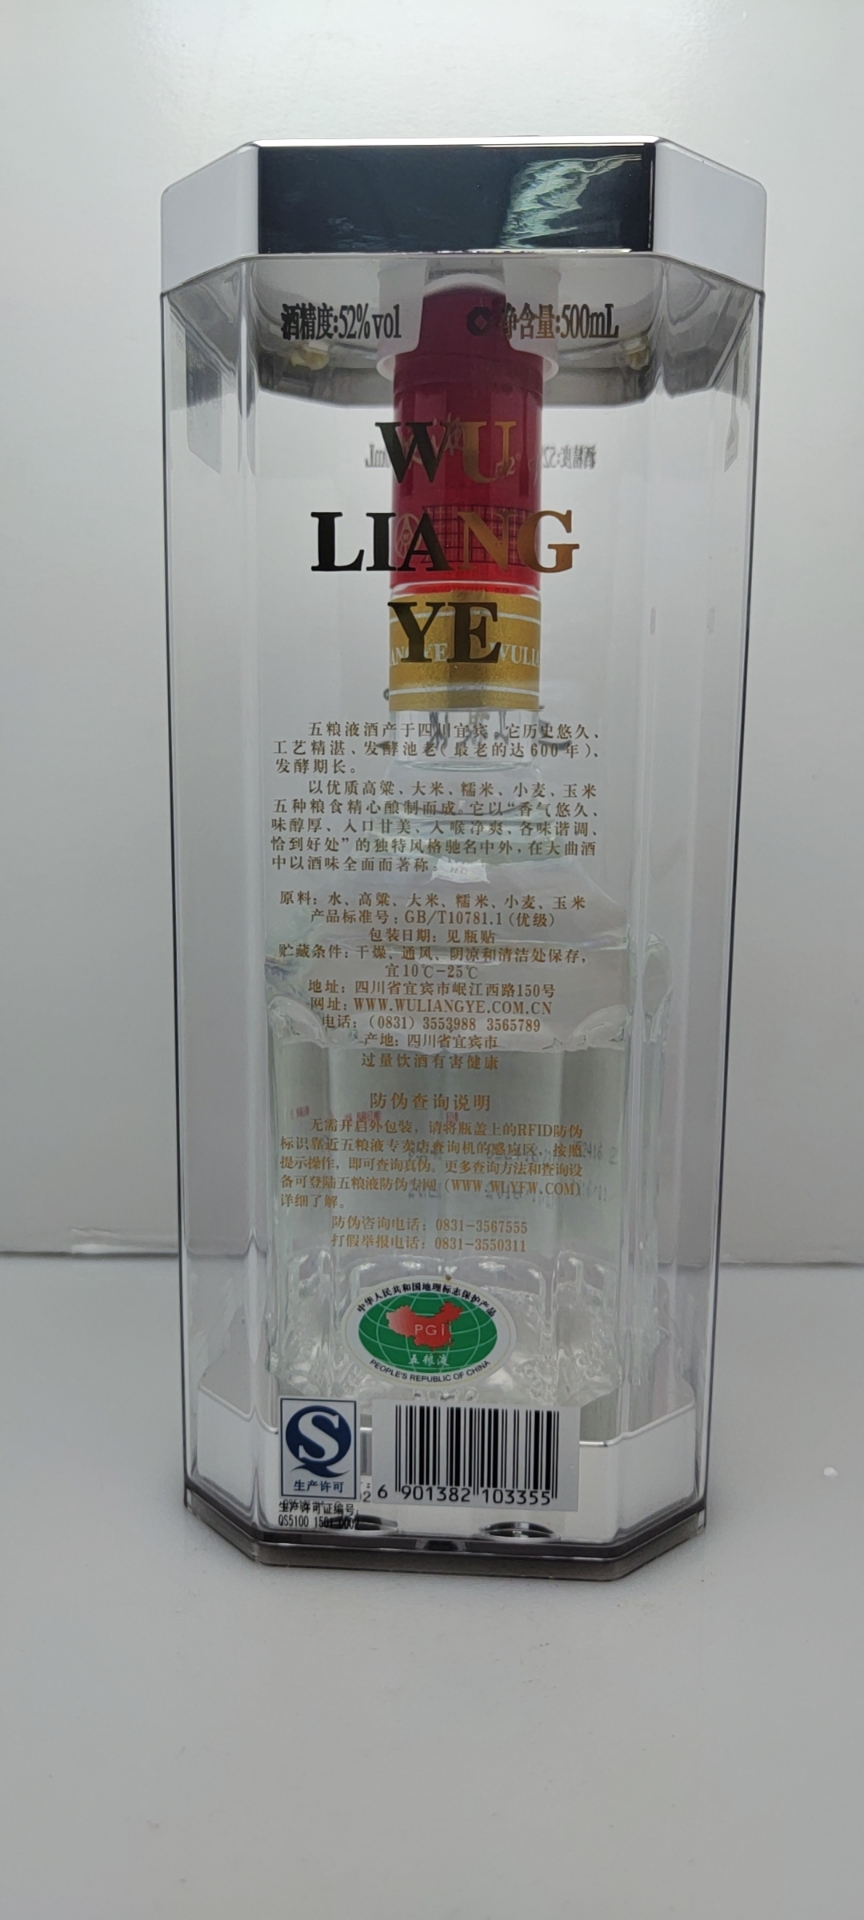 酒精度:52%vol 净含量:500mL
WU
LIANG
YE
五粮液酒产于四川宜宾，它历史悠久、
工艺精湛、发酵池老（最老的达600年）、
发酵期长。
以优质高粱、大米、糯米、小麦、玉米
五种粮食精心酿制而成。它以“香气悠久、
味醇厚、入口甘美、入喉净爽，各味谐调、
恰到好处”的独特风格驰名中外，在大曲酒
中以酒味全面而著称。
原料：水、高粱、大米、糯米、小麦、玉米
产品标准号：GB/T10781.1（优级）
包装日期：见瓶贴
贮藏条件：干燥、通风、阴凉和清洁处保存，
宜10℃-25℃
地址：四川省宜宾市岷江西路150号
网址：WWW.WULIANGYE.COM.CN
电话：（0831）3553988 3565789
产地：四川省宜宾市
过量饮酒有害健康
防伪查询说明
无需开启外包装，请将瓶盖上的RFID防伪
标识靠近五粮液专卖店查询机的感应区，按照
提示操作，即可查询真伪。更多查询方法和查询设
备可登陆五粮液防伪专网（WWW.WLYFW.COM）
详细了解。
防伪咨询电话：0831-3567555
打假举报电话：0831-3550311
中华人民共和国地理标志保护产品
PGI
五粮液
PEOPLE'S REPUBLIC OF CHINA
生产许可
生产许可证编号:
QS5100 1501 0002
6 901382 103355